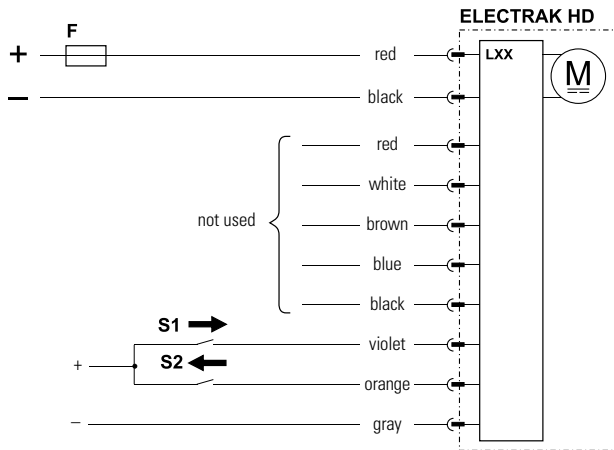 ELECTRAK HD
F
+ red LXX M
− black
red
white
not used brown
blue
black
S1 violet
+ S2
orange
− gray